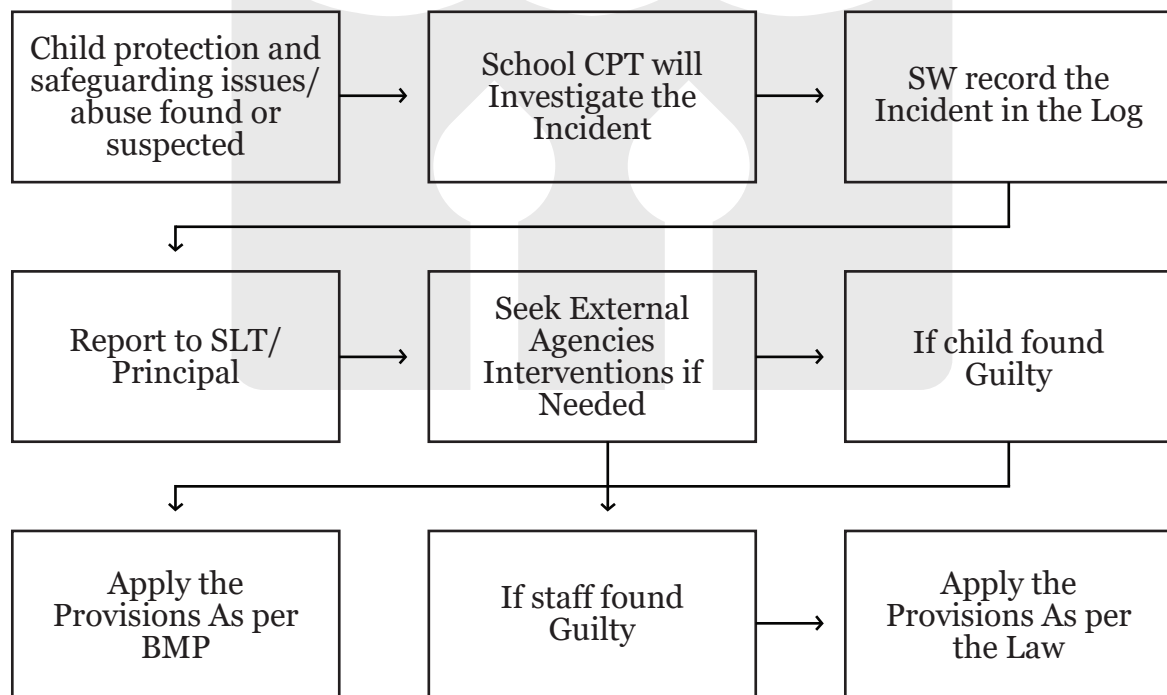 Child protection and
safeguarding issues/
abuse found or
suspected
School CPT will
Investigate the
Incident
SW record the
Incident in the Log
Report to SLT/
Principal
Seek External
Agencies
Interventions if
Needed
If child found
Guilty
Apply the
Provisions As per
BMP
If staff found
Guilty
Apply the
Provisions As per
the Law